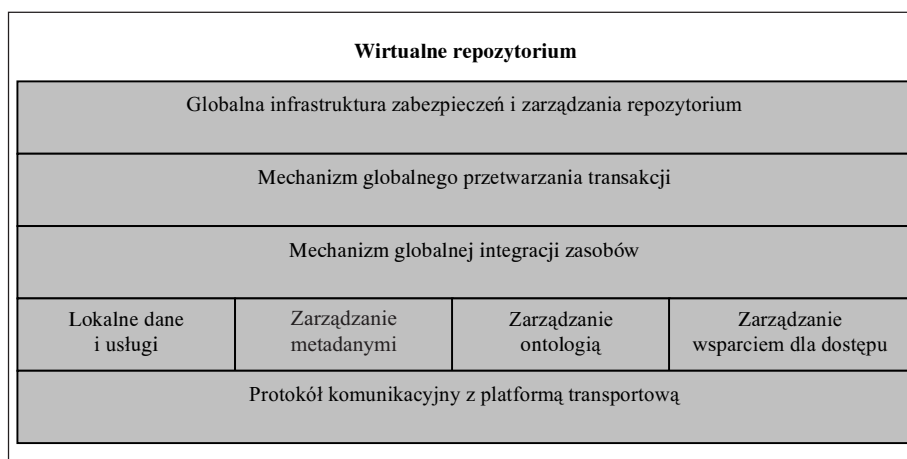 Wirtualne repozytorium
Globalna infrastruktura zabezpieczeń i zarządzania repozytorium
Mechanizm globalnego przetwarzania transakcji
Mechanizm globalnej integracji zasobów
Lokalne dane
i usługi
Zarządzanie
metadanymi
Zarządzanie
ontologią
Zarządzanie
wsparciem dla dostępu
Protokół komunikacyjny z platformą transportową